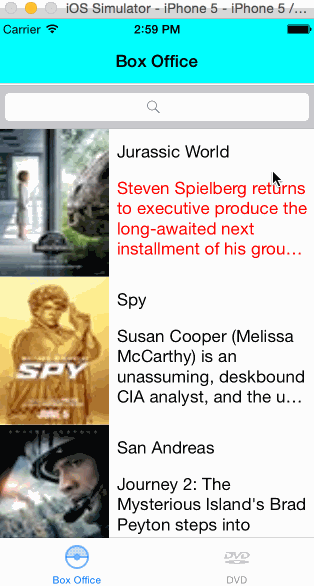 iOS Simulator - iPhone 5 - iPhone 5 /...
Carrier 2:59 PM
Box Office
Jurassic World
Steven Spielberg returns
to executive produce the
long-awaited next
installment of his grou...
Spy
Susan Cooper (Melissa
McCarthy) is an
unassuming, deskbound
CIA analyst, and the u...
SPY
JUNE 5
San Andreas
Journey 2: The
Mysterious Island's Brad
Peyton steps into
Box Office
DVD
DVD